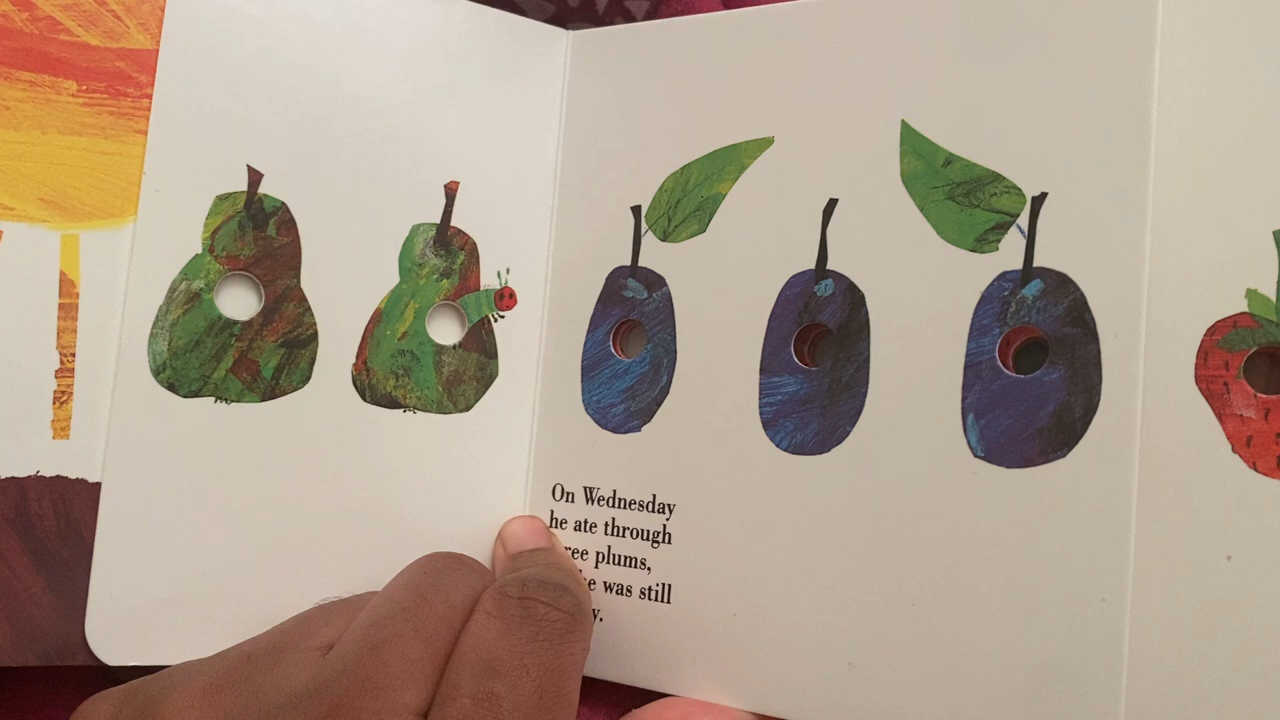 On Wednesday
he ate through
ree plums,
e was still
y.